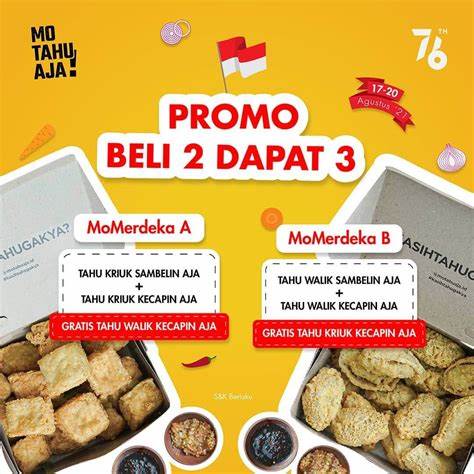 MO
TAHU
AJA!
76
TH
17-20
Agustus '21
PROMO
BELI 2 DAPAT 3
MoMerdeka A
TAHU KRIUK SAMBELIN AJA
+
TAHU KRIUK KECAPIN AJA
GRATIS TAHU WALIK KECAPIN AJA
MoMerdeka B
TAHU WALIK SAMBELIN AJA
+
TAHU WALIK KECAPIN AJA
GRATIS TAHU KRIUK KECAPIN AJA
TAHUGAKYA?
ASIHTAHUG
S&K Berlaku